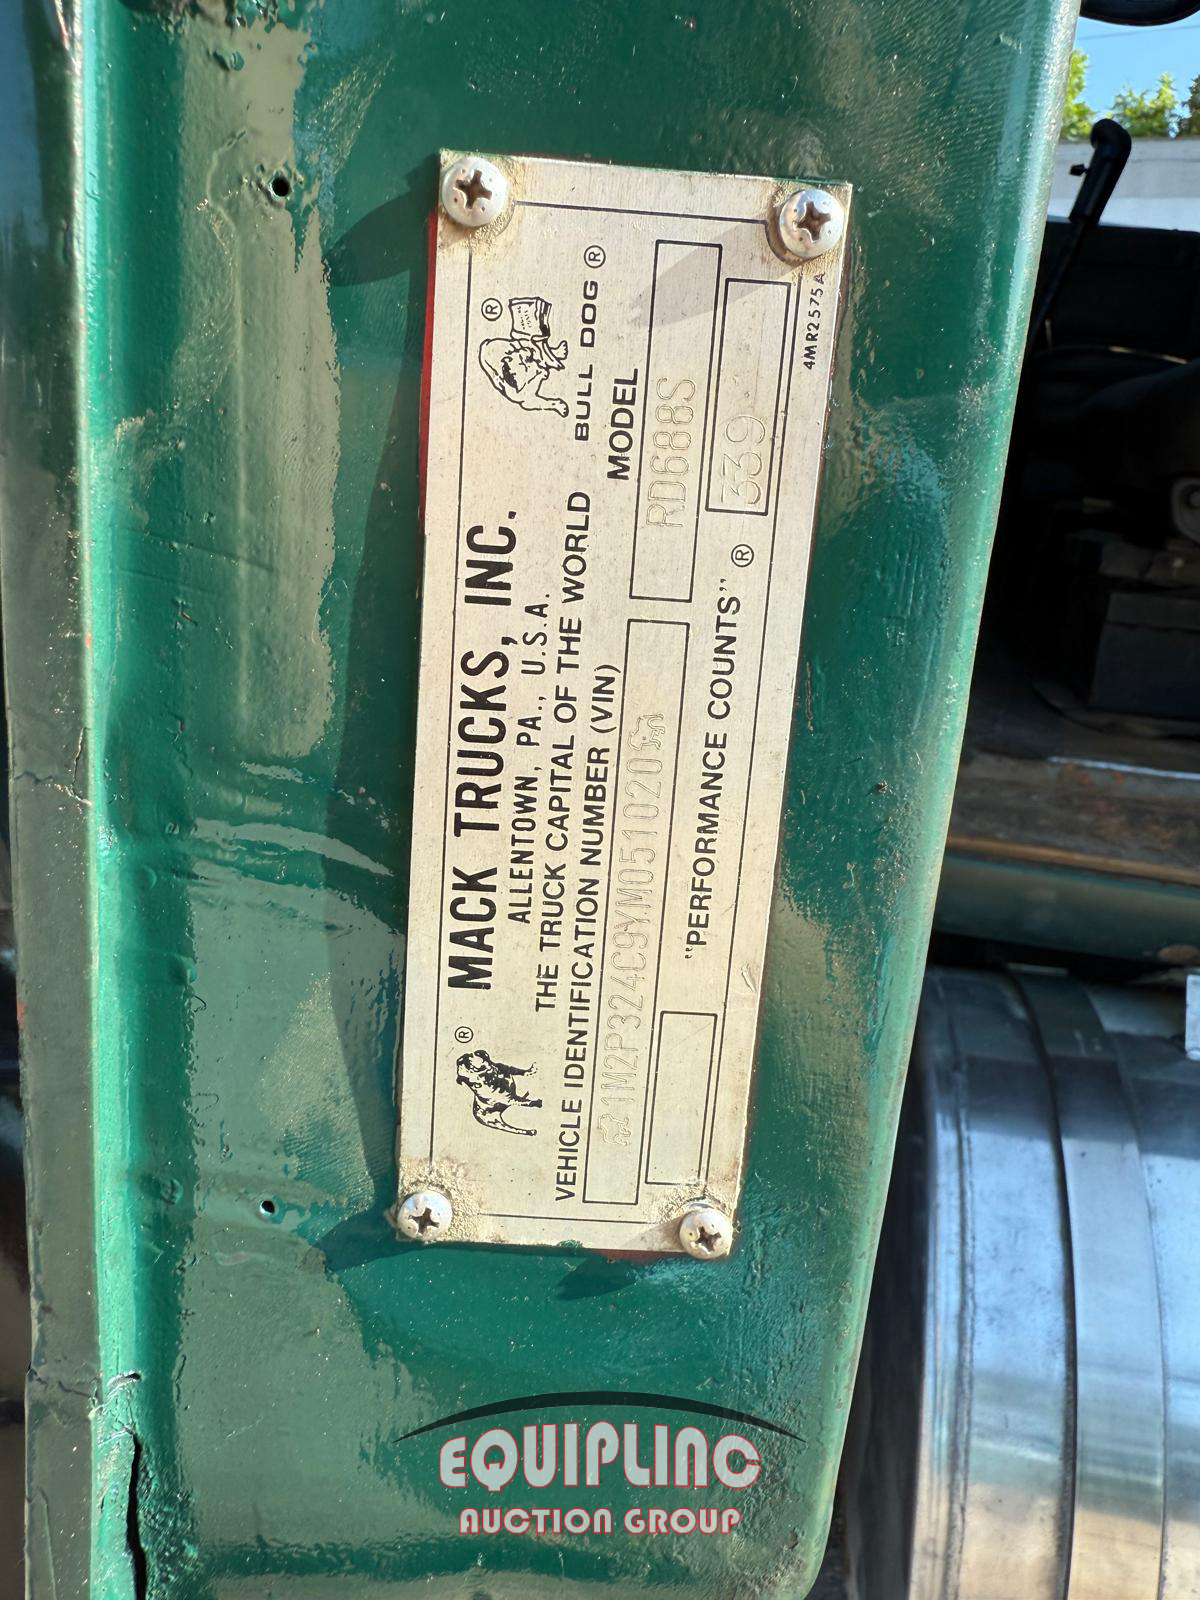 MACK TRUCKS, INC.
ALLENTOWN, PA., U.S.A.
THE TRUCK CAPITAL OF THE WORLD
BULL DOG ®
VEHICLE IDENTIFICATION NUMBER (VIN)
MODEL
1M2P324C9YM051020
RD688S
"PERFORMANCE COUNTS" ®
339
4MR2575A
®
®
EQUIPLINC
AUCTION GROUP